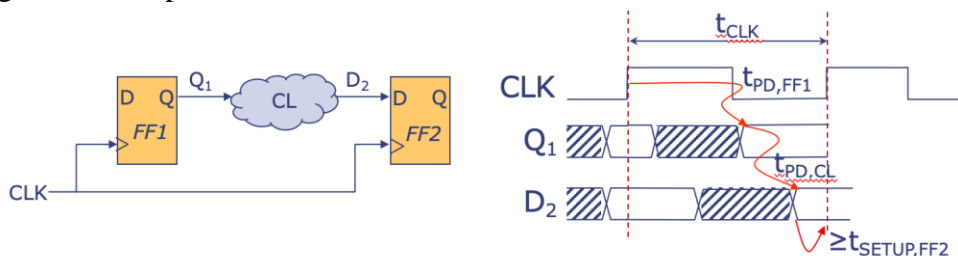 Q1 D2
D Q CL D Q
FF1 FF2
CLK
tCLK
CLK tPD,FF1
Q1
tPD,CL
D2
≥tSETUP,FF2